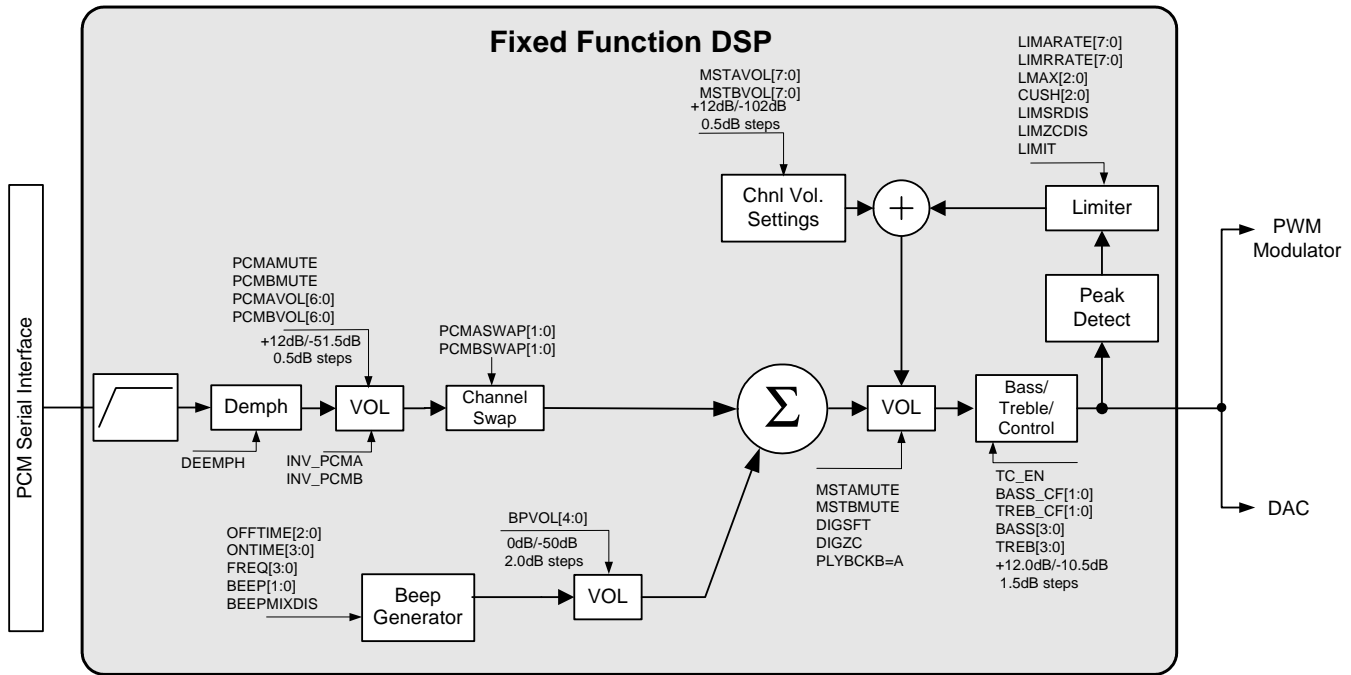 Fixed Function DSP
LIMARATE[7:0]
LIMRRATE[7:0]
LMAX[2:0]
CUSH[2:0]
LIMSRDIS
LIMZCDIS
LIMIT
MSTAVOL[7:0]
MSTBVOL[7:0]
+12dB/-102dB
0.5dB steps
Chnl Vol.
Settings
+
Limiter
PWM
Modulator
Peak
Detect
PCMAMUTE
PCMBMUTE
PCMAVOL[6:0]
PCMBVOL[6:0]
+12dB/-51.5dB
0.5dB steps
PCMASWAP[1:0]
PCMBSWAP[1:0]
PCM Serial Interface
Demph
VOL
Channel
Swap
Σ
VOL
Bass/
Treble/
Control
DEEMPH
INV_PCMA
INV_PCMB
MSTAMUTE
MSTBMUTE
DIGSFT
DIGZC
PLYBCKB=A
TC_EN
BASS_CF[1:0]
TREB_CF[1:0]
BASS[3:0]
TREB[3:0]
+12.0dB/-10.5dB
1.5dB steps
DAC
OFFTIME[2:0]
ONTIME[3:0]
FREQ[3:0]
BEEP[1:0]
BEEPMIXDIS
BPVOL[4:0]
0dB/-50dB
2.0dB steps
Beep
Generator
VOL